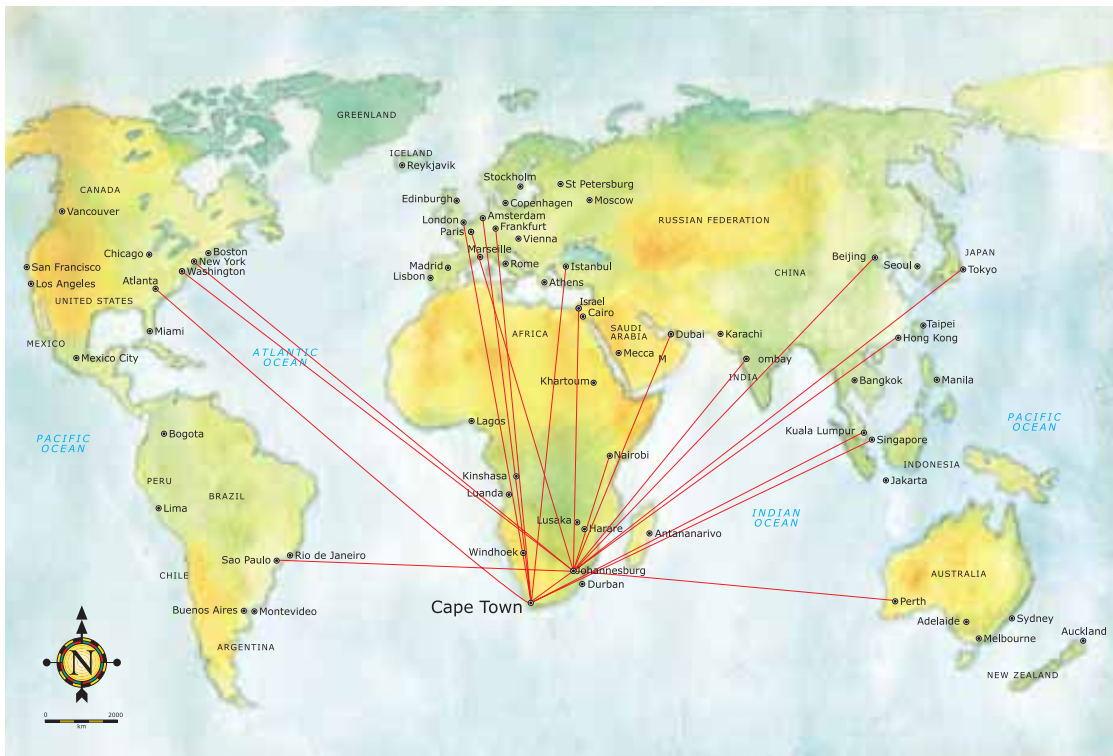 GREENLAND
ICELAND
Reykjavik
Stockholm
St Petersburg
CANADA
Edinburgh
Copenhagen
Moscow
Vancouver
Amsterdam
London
Frankfurt
RUSSIAN FEDERATION
Paris
Vienna
Boston
Chicago
Marseille
Beijing
JAPAN
New York
Rome
Seoul
San Francisco
Washington
Madrid
Istanbul
CHINA
Tokyo
Lisbon
Atlanta
Athens
Los Angeles
UNITED STATES
Israel
Cairo
Miami
AFRICA
SAUDI
ARABIA
Dubai
Karachi
Taipei
MEXICO
Hong Kong
ATLANTIC
OCEAN
Mecca
M
ombay
Mexico City
INDIA
Khartoum
Bangkok
Manila
PACIFIC
OCEAN
Bogota
Lagos
Kuala Lumpur
Singapore
PACIFIC
OCEAN
Nairobi
INDONESIA
PERU
Kinshasa
Jakarta
BRAZIL
Luanda
Lima
Lusaka
Harare
INDIAN
OCEAN
Antananarivo
Windhoek
Rio de Janeiro
Sao Paulo
Johannesburg
CHILE
Durban
AUSTRALIA
Buenos Aires
Montevideo
Cape Town
Perth
Adelaide
Sydney
Melbourne
Auckland
ARGENTINA
N
NEW ZEALAND
0 2000
km